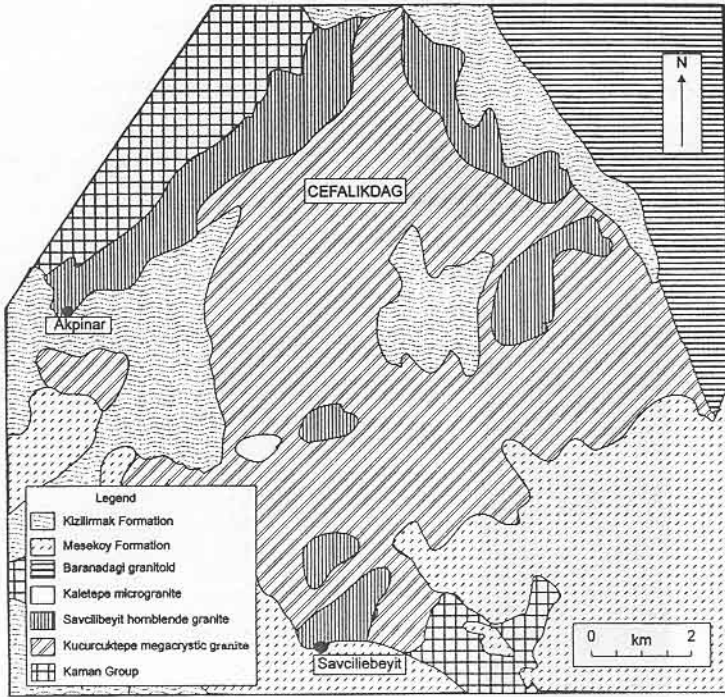 N
CEFALIKDAG
Akpinar
Legend
Kizilirmak Formation
Mesekoy Formation
Baranadagi granitoid
Kaletepe microgranite
Savcilibeyit hornblende granite
Kucurcuktepe megacrystic granite
Kaman Group
0 km 2
Savciliebeyit